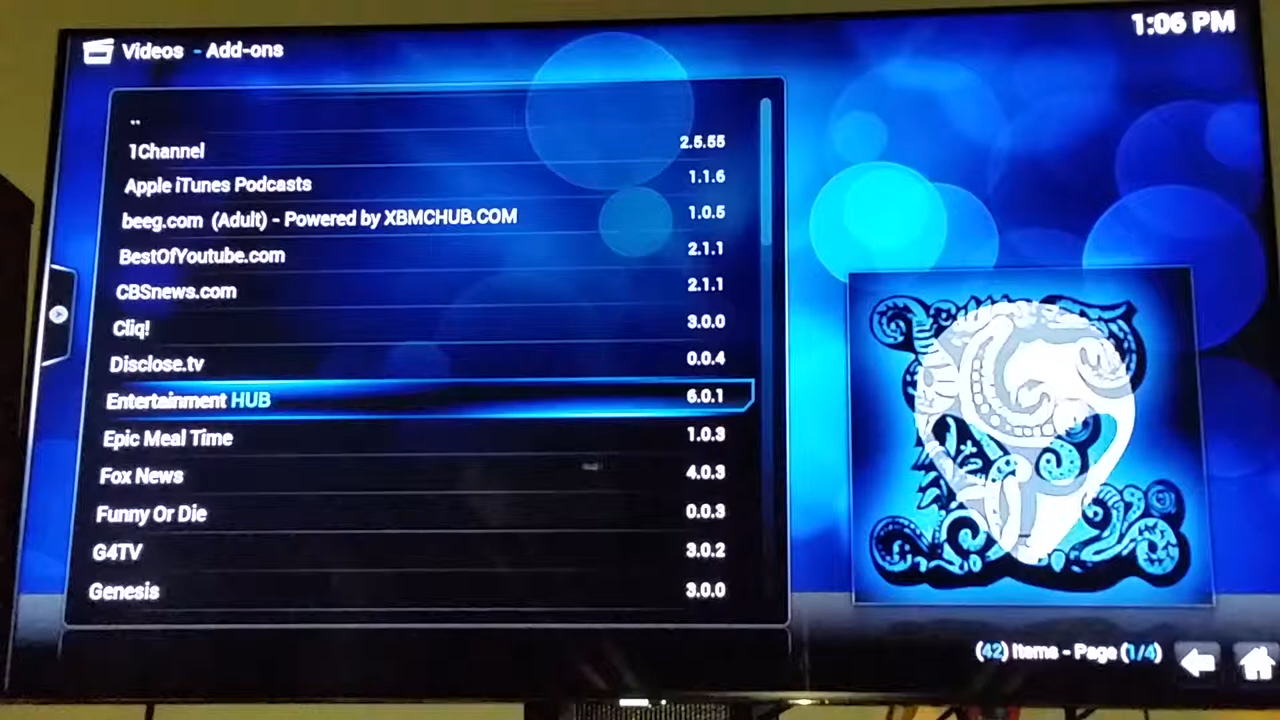 Videos - Add-ons
1:06 PM
..
1Channel 2.5.55
Apple iTunes Podcasts 1.1.6
beeg.com (Adult) - Powered by XBMCHUB.COM 1.0.5
BestOfYoutube.com 2.1.1
CBSnews.com 2.1.1
Cliq! 3.0.0
Disclose.tv 0.0.4
Entertainment HUB 6.0.1
Epic Meal Time 1.0.3
Fox News 4.0.3
Funny Or Die 0.0.3
G4TV 3.0.2
Genesis 3.0.0
(42) Items - Page (1/4)